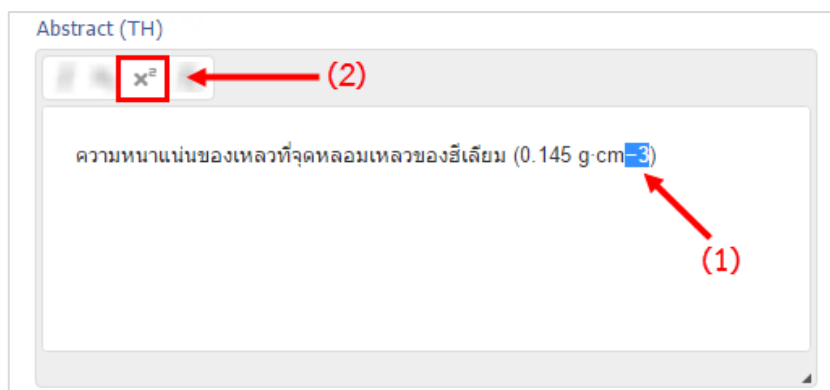 Abstract (TH)
x² (2)
ความหนาแน่นของเหลวที่จุดหลอมเหลวของฮีเลียม (0.145 g·cm−3)
(1)